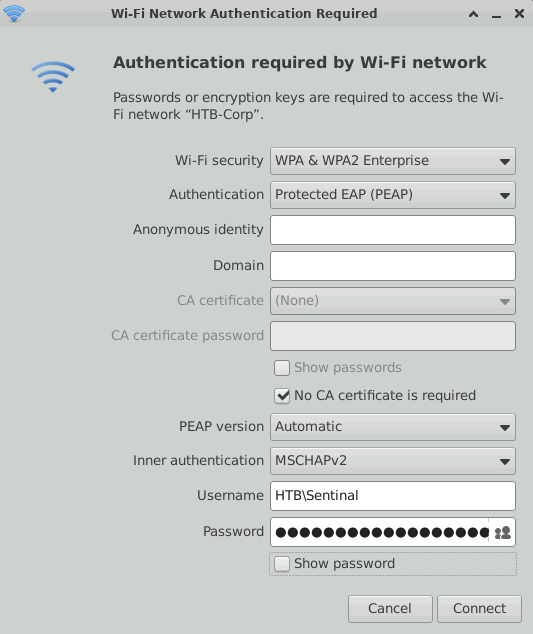 Wi-Fi Network Authentication Required
Authentication required by Wi-Fi network
Passwords or encryption keys are required to access the Wi-
Fi network “HTB-Corp”.
Wi-Fi security WPA & WPA2 Enterprise
Authentication Protected EAP (PEAP)
Anonymous identity
Domain
CA certificate (None)
CA certificate password
Show passwords
No CA certificate is required
PEAP version Automatic
Inner authentication MSCHAPv2
Username HTB\Sentinal
Password ●●●●●●●●●●●●●●●●●●
Show password
Cancel Connect